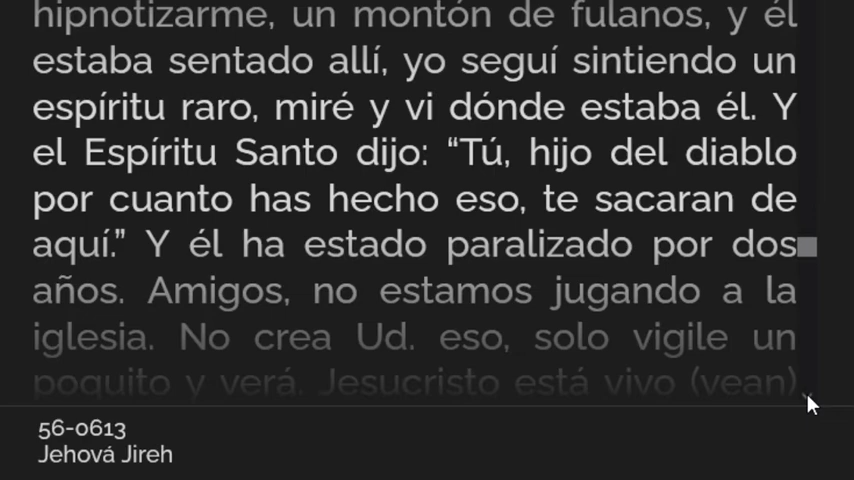 hipnotizarme, un montón de fulanos, y él
estaba sentado allí, yo seguí sintiendo un
espíritu raro, miré y vi dónde estaba él. Y
el Espíritu Santo dijo: “Tú, hijo del diablo
por cuanto has hecho eso, te sacaran de
aquí.” Y él ha estado paralizado por dos
años. Amigos, no estamos jugando a la
iglesia. No crea Ud. eso, solo vigile un
poquito y verá. Jesucristo está vivo (vean)
56-0613
Jehová Jireh